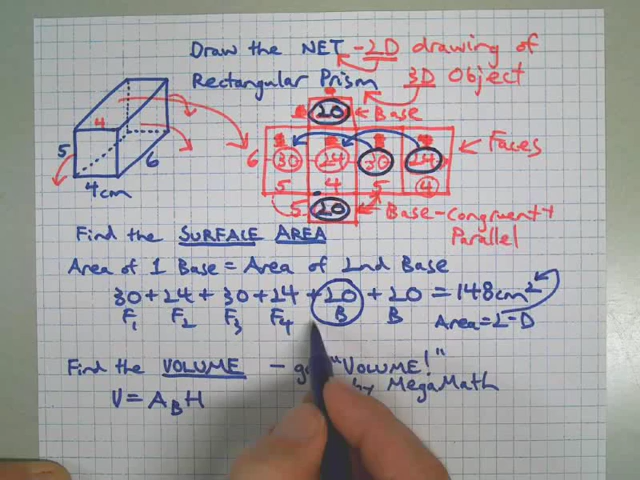 Draw the NET - 2D drawing of
Rectangular Prism 3D Object
4
5
6
4cm
20 Base
6 30 24 30 24 Faces
5 4 5 4
5 20 Base - congruent +
Parallel
Find the SURFACE AREA
Area of 1 Base = Area of 2nd Base
30 + 24 + 30 + 24 + 20 + 20 = 148cm²
F1 F2 F3 F4 B B Area = 2-D
Find the VOLUME - "VOLUME!"
by MegaMath
V = ABH